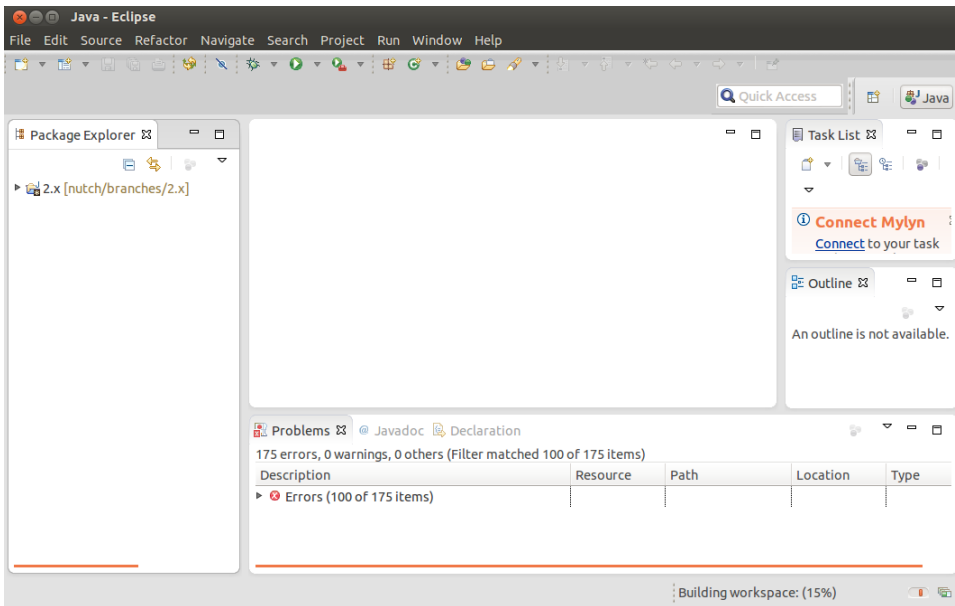 Java - Eclipse
File Edit Source Refactor Navigate Search Project Run Window Help
Quick Access
Java
Package Explorer
2.x [nutch/branches/2.x]
Task List
Connect Mylyn
Connect to your task
Outline
An outline is not available.
Problems @ Javadoc Declaration
175 errors, 0 warnings, 0 others (Filter matched 100 of 175 items)
Description Resource Path Location Type
Errors (100 of 175 items)
Building workspace: (15%)